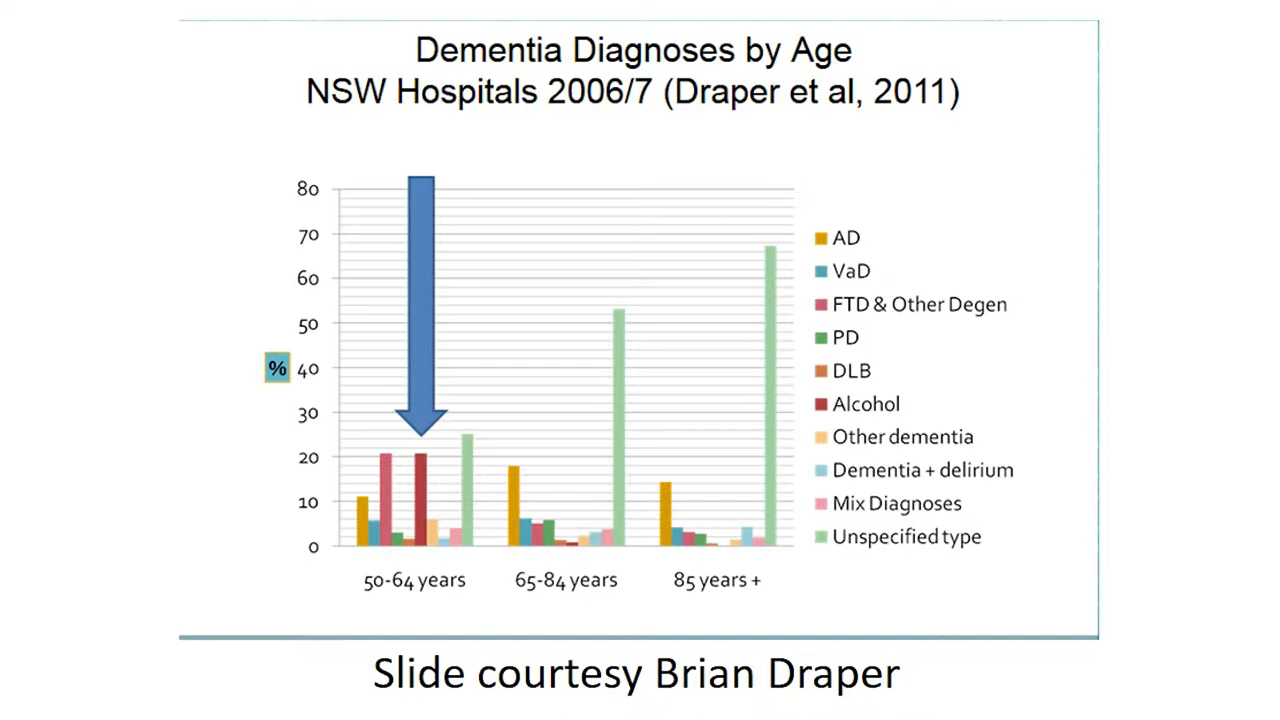 Dementia Diagnoses by Age
NSW Hospitals 2006/7 (Draper et al, 2011)
80
70
60
50
% 40
30
20
10
0
50-64 years
65-84 years
85 years +
AD
VaD
FTD & Other Degen
PD
DLB
Alcohol
Other dementia
Dementia + delirium
Mix Diagnoses
Unspecified type
Slide courtesy Brian Draper